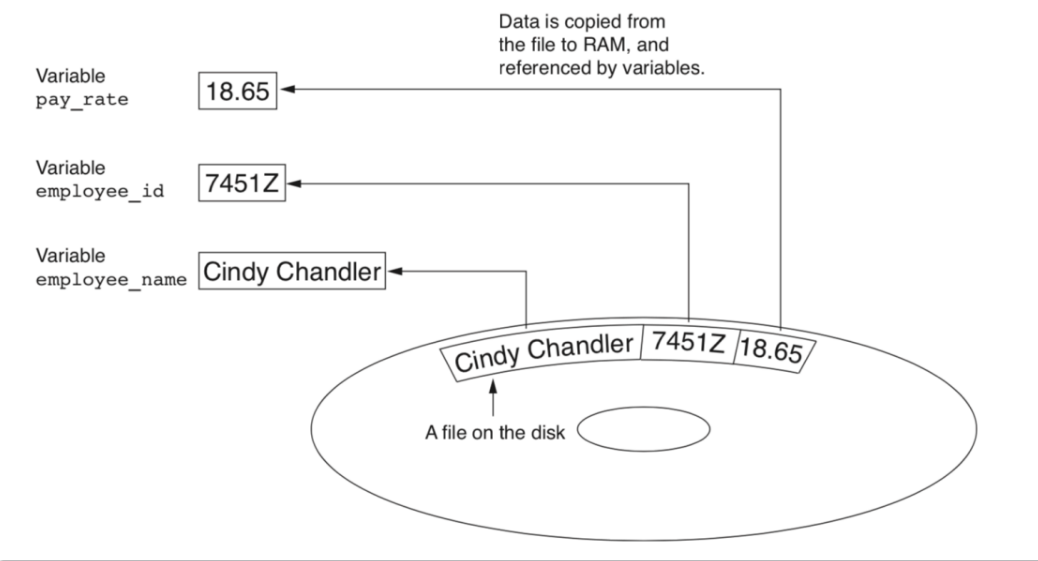 Data is copied from
the file to RAM, and
referenced by variables.
Variable
pay_rate
18.65
Variable
employee_id
7451Z
Variable
employee_name
Cindy Chandler
Cindy Chandler 7451Z 18.65
A file on the disk